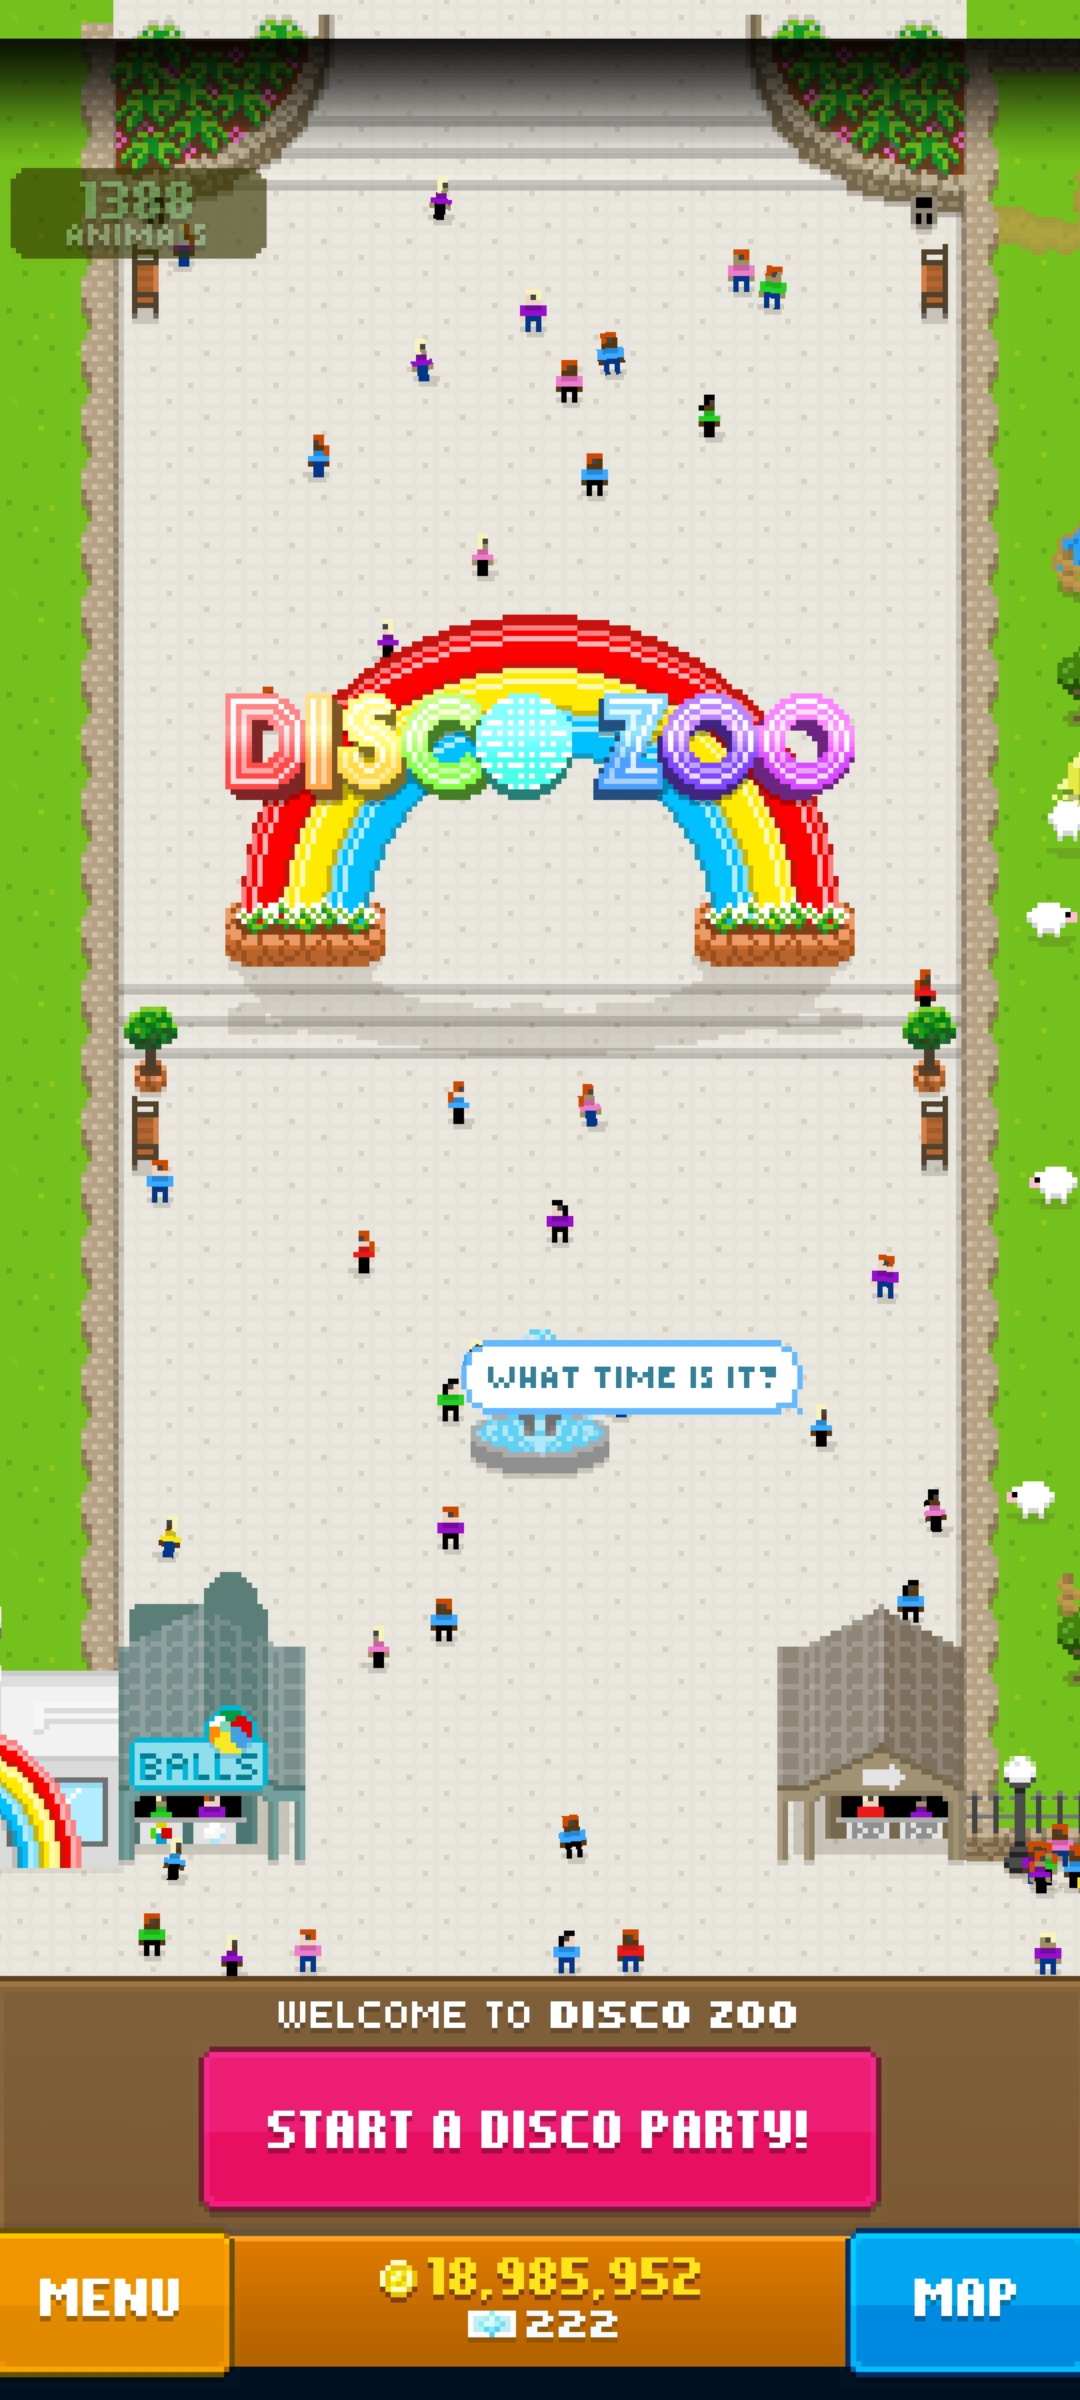 1388
ANIMALS
DISCO ZOO
WHAT TIME IS IT?
BALLS
WELCOME TO DISCO ZOO
START A DISCO PARTY!
MENU
18,985,952
222
MAP